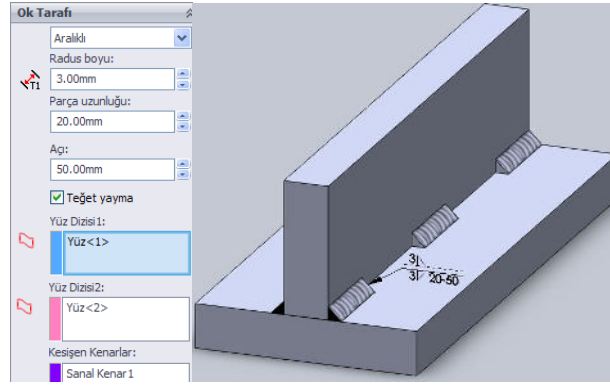 Ok Tarafı
Aralıklı
Radus boyu:
T1
3.00mm
Parça uzunluğu:
20.00mm
Açı:
50.00mm
Teğet yayma
Yüz Dizisi1:
Yüz<1>
Yüz Dizisi2:
Yüz<2>
Kesişen Kenarlar:
Sanal Kenar1
3
3 20-50